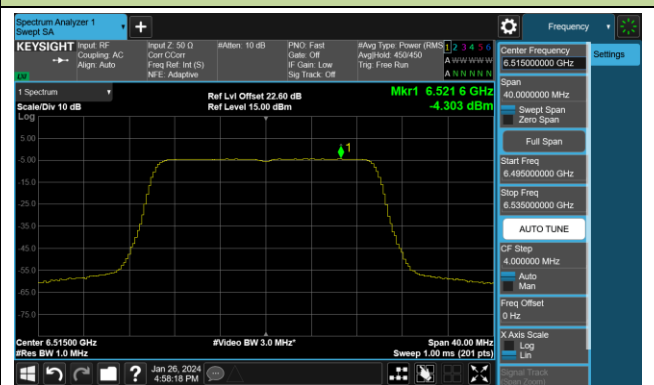 Spectrum Analyzer 1
Swept SA
Frequency
KEYSIGHT
Input: RF
Coupling: AC
Align: Auto
Input Z: 50 Ω
Corr CCorr
Freq Ref: Int (S)
NFE: Adaptive
#Atten: 10 dB
PNO: Fast
Gate: Off
IF Gain: Low
Sig Track: Off
#Avg Type: Power (RMS
Avg|Hold: 450/450
Trig: Free Run
1 2 3 4 5 6
A W W W W W
A N N N N N
LXI
1 Spectrum
Scale/Div 10 dB
Log
Ref Lvl Offset 22.60 dB
Ref Level 15.00 dBm
Mkr1 6.521 6 GHz
-4.303 dBm
5.00
-5.00
-15.0
-25.0
-35.0
-45.0
-55.0
-65.0
-75.0
1
Center 6.51500 GHz
#Res BW 1.0 MHz
#Video BW 3.0 MHz*
Span 40.00 MHz
Sweep 1.00 ms (201 pts)
Center Frequency
6.515000000 GHz
Settings
Span
40.0000000 MHz
Swept Span
Zero Span
Full Span
Start Freq
6.495000000 GHz
Stop Freq
6.535000000 GHz
AUTO TUNE
CF Step
4.000000 MHz
Auto
Man
Freq Offset
0 Hz
X Axis Scale
Log
Lin
Signal Track
(Span Zoom)
?
Jan 26, 2024
4:58:18 PM